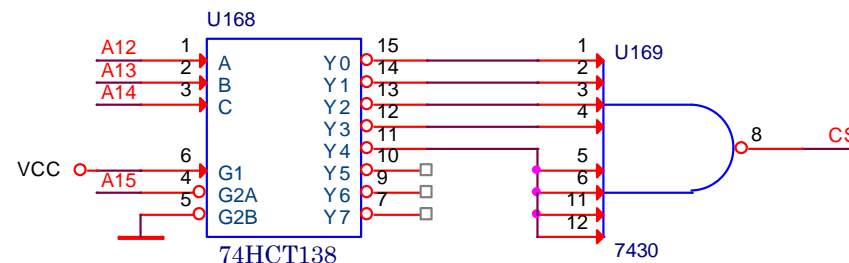 U168
A12 1 A Y0 15 1 U169
A13 2 B Y1 14 2
A14 3 C Y2 13 3
Y3 12 4
Y4 11 8 CS
VCC 6 G1 Y5 10 5
A15 4 G2A Y6 9 6
5 G2B Y7 7 11
12
74HCT138 7430